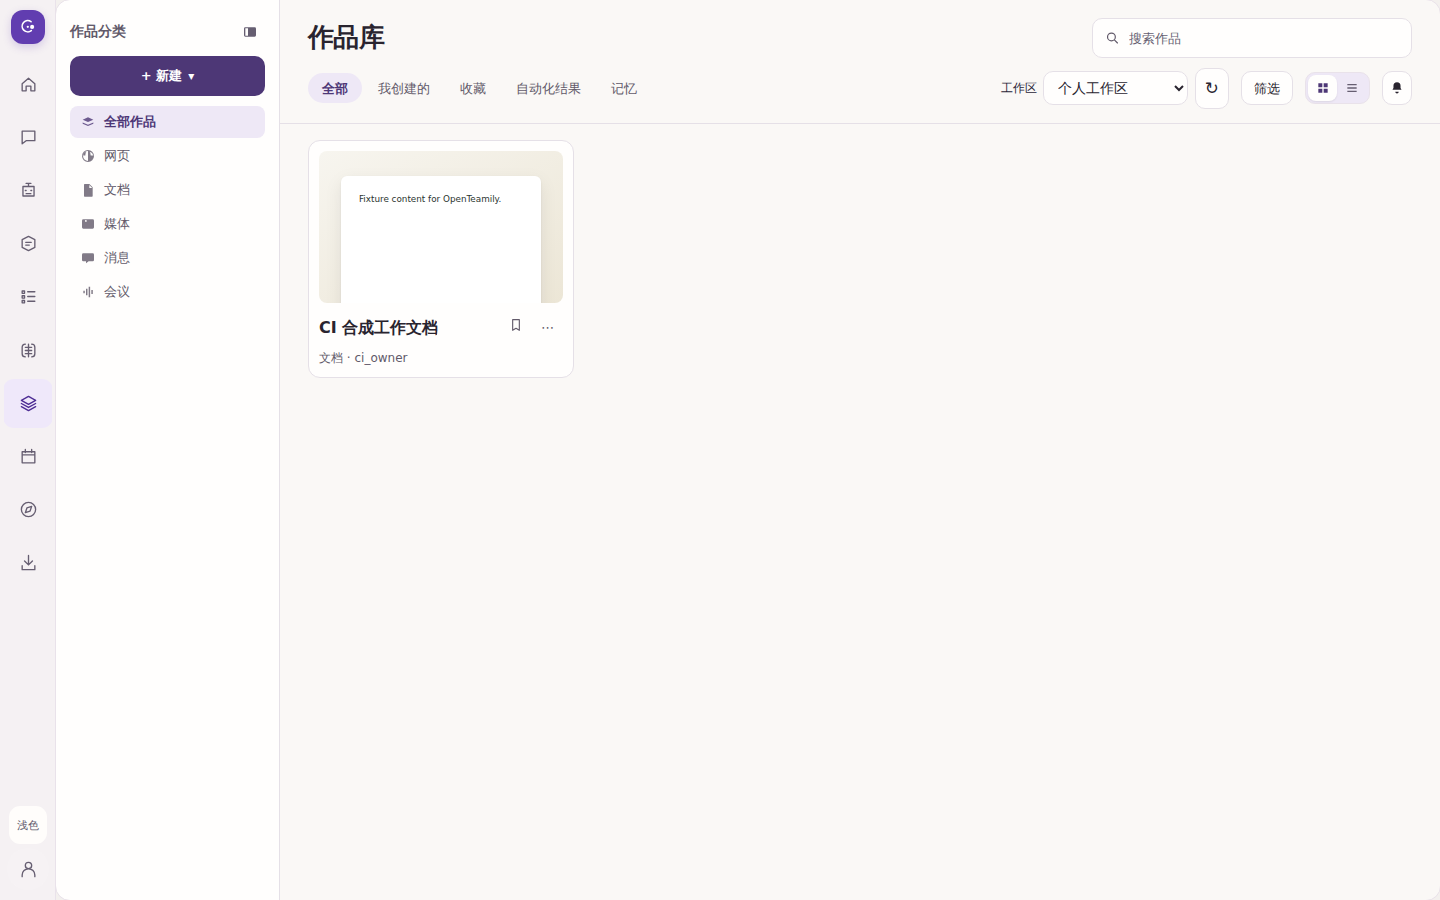 作品分类
+ 新建 ▾
全部作品
网页
文档
媒体
消息
会议
浅色
作品库
搜索作品
全部
我创建的
收藏
自动化结果
记忆
工作区
个人工作区
筛选
Fixture content for OpenTeamily.
CI 合成工作文档
文档 · ci_owner